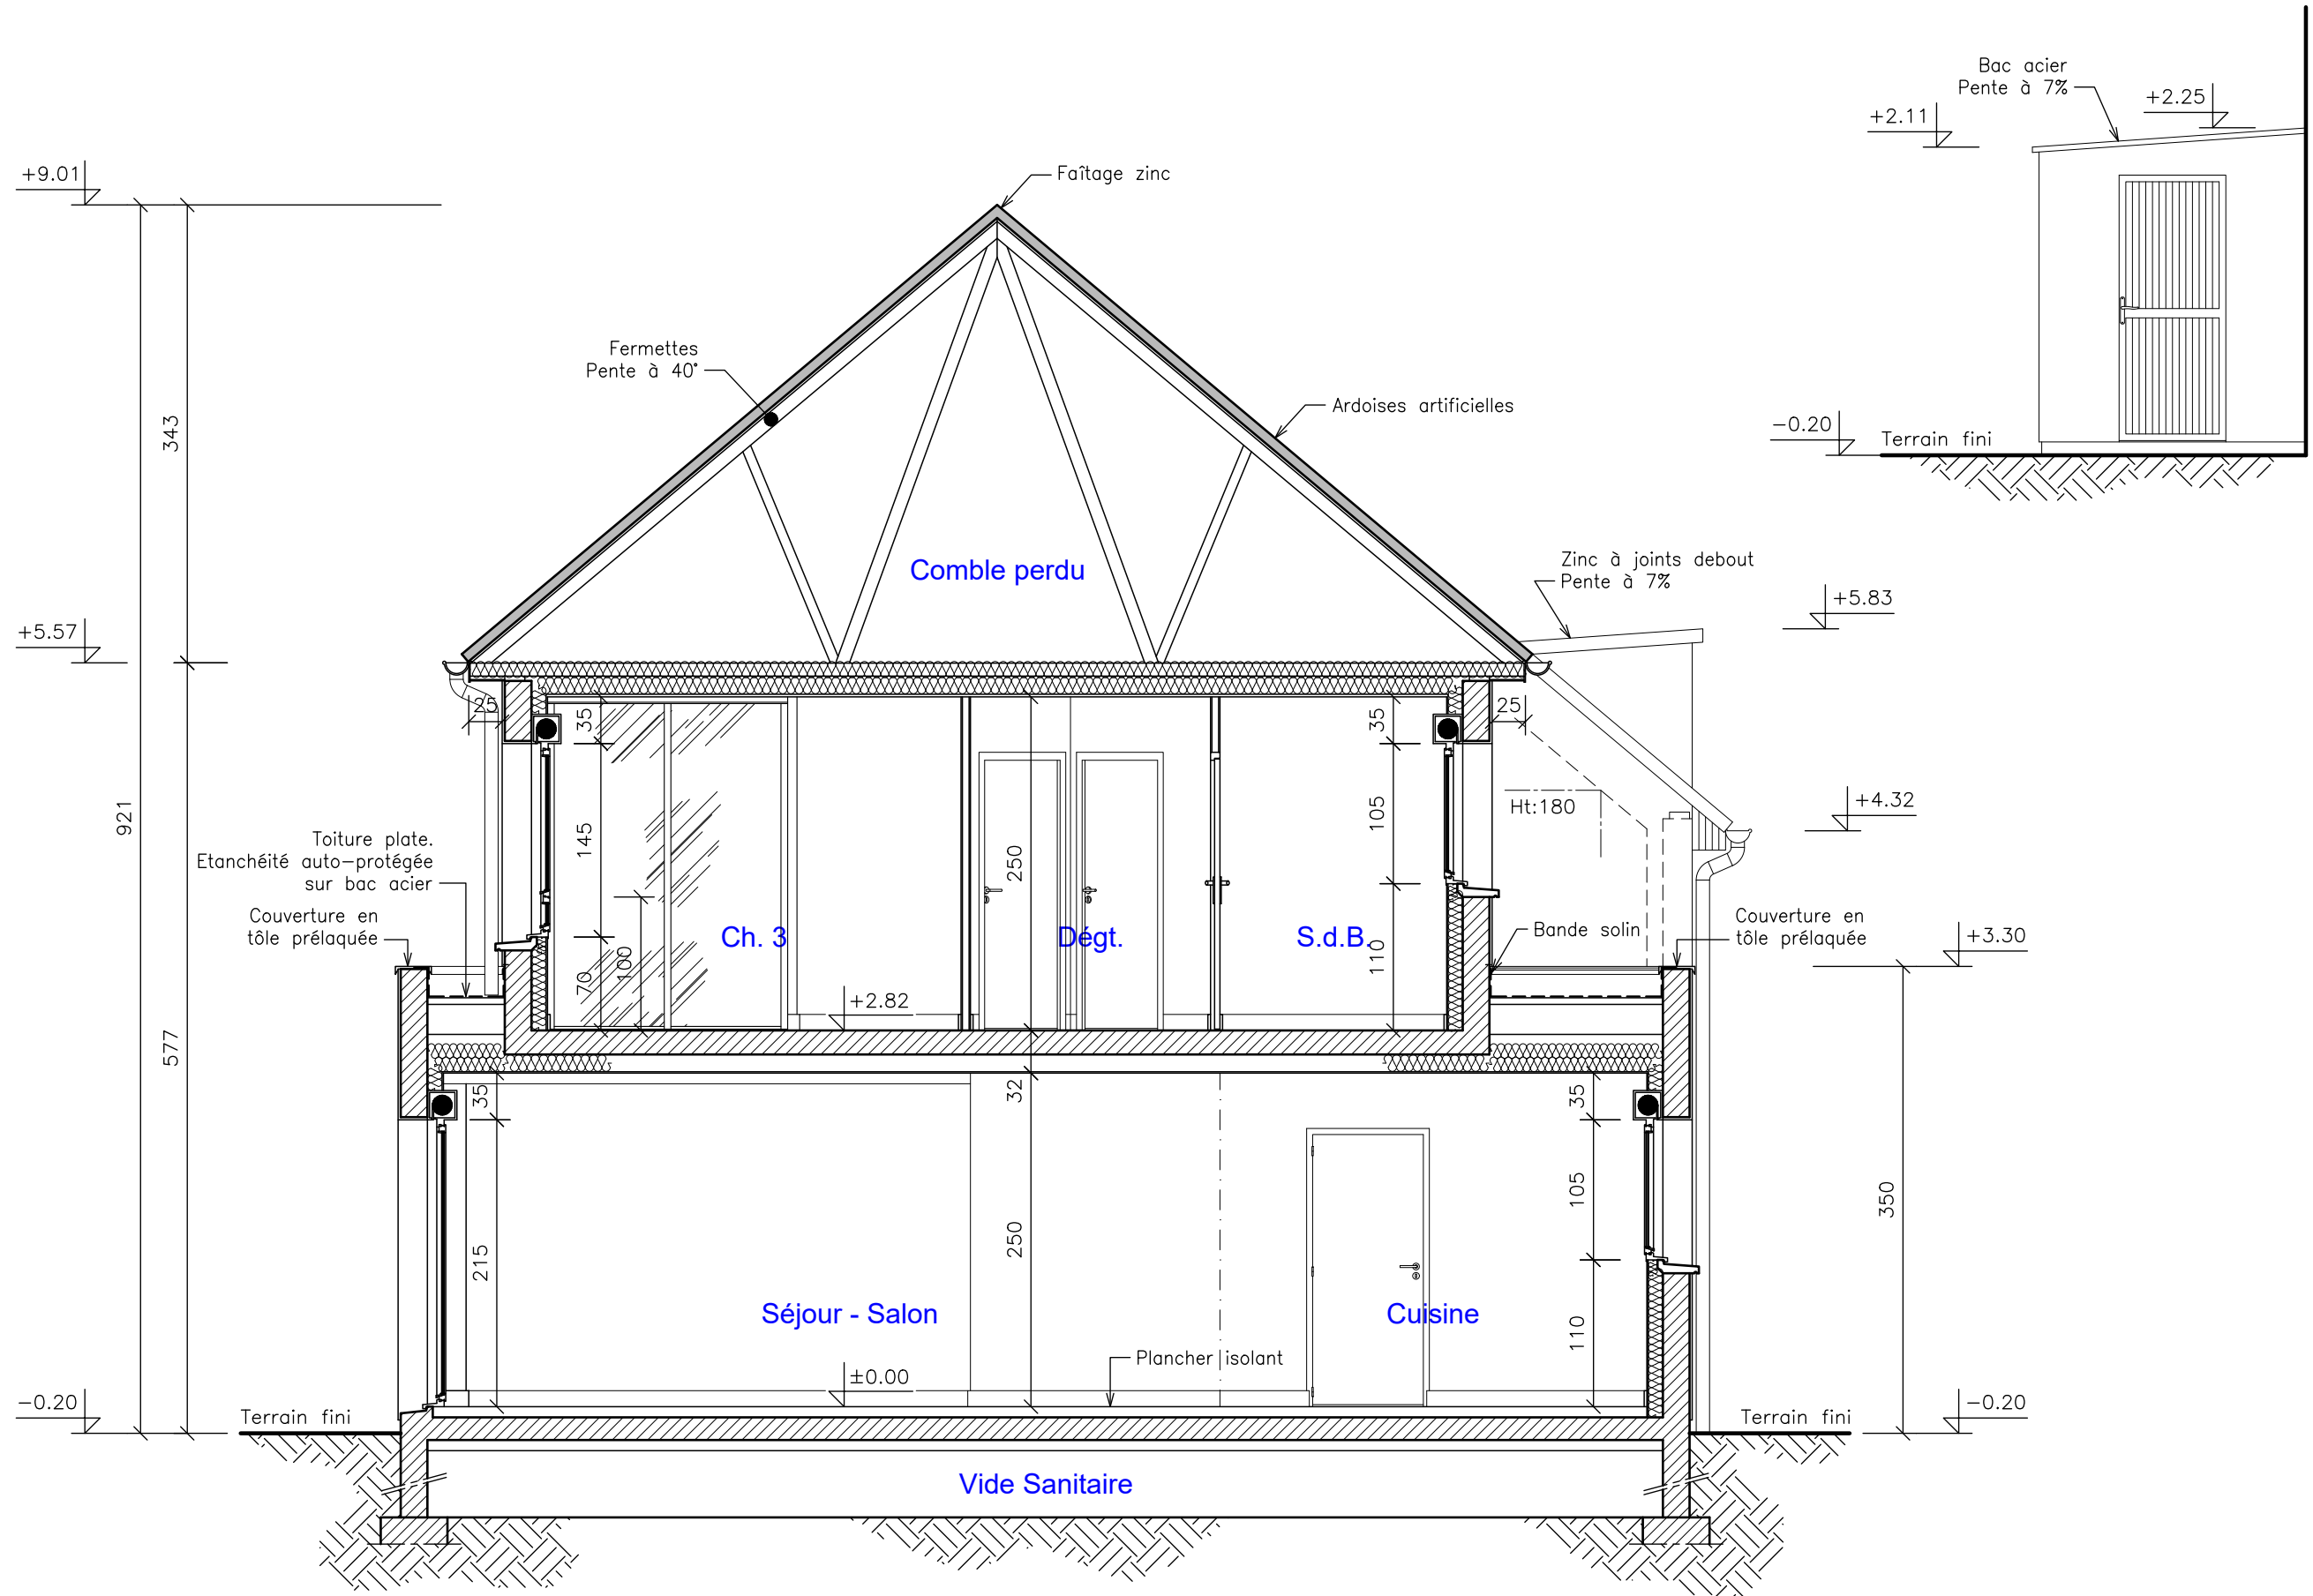 Bac acier
Pente à 7%
+2.25
+2.11
+9.01
Faîtage zinc
Fermettes
Pente à 40°
Ardoises artificielles
343
-0.20
Terrain fini
Comble perdu
Zinc à joints debout
Pente à 7%
+5.83
+5.57
25
35
35
25
921
145
250
105
Ht:180
+4.32
Toiture plate.
Etanchéité auto-protégée
sur bac acier
Couverture en
tôle prélaquée
Ch. 3
Dégt.
S.d.B.
Bande solin
Couverture en
tôle prélaquée
+3.30
70
100
110
+2.82
577
35
32
35
215
250
105
350
Séjour - Salon
Cuisine
110
Plancher isolant
±0.00
-0.20
Terrain fini
Terrain fini
-0.20
Vide Sanitaire